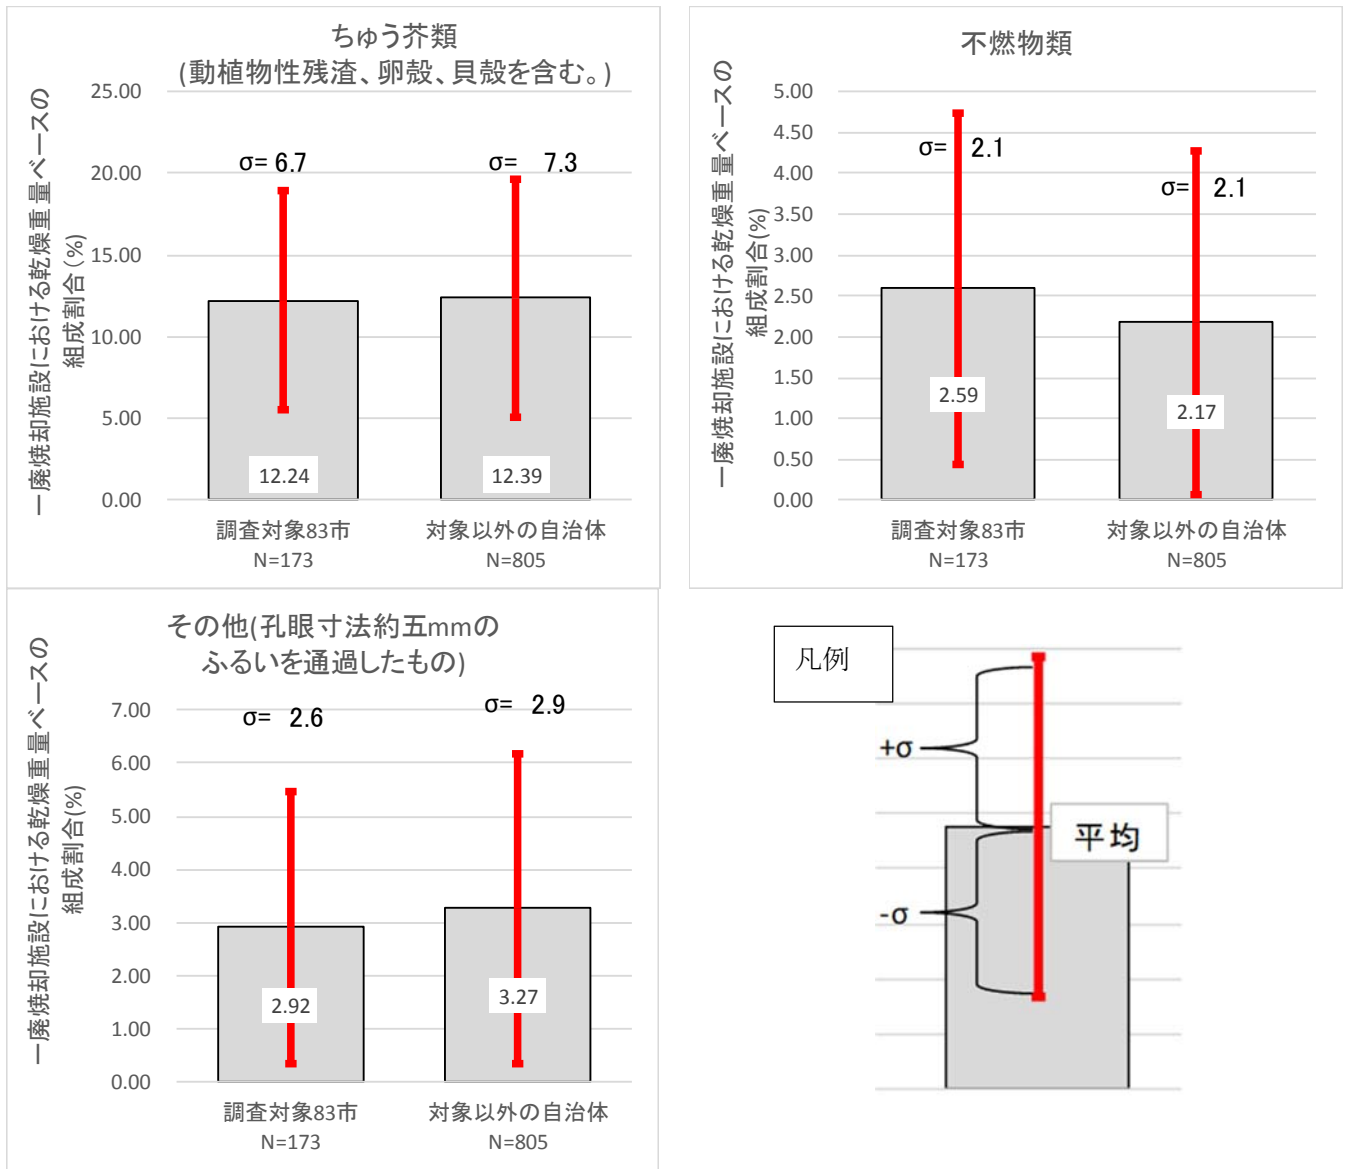 ちゅう芥類
(動植物性残渣、卵殻、貝殻を含む。)
一廃焼却施設における乾燥重量ベースの
組成割合(%)
25.00
20.00
15.00
10.00
5.00
0.00
σ= 6.7
σ= 7.3
12.24
12.39
調査対象83市
N=173
対象以外の自治体
N=805
不燃物類
一廃焼却施設における乾燥重量ベースの
組成割合(%)
5.00
4.50
4.00
3.50
3.00
2.50
2.00
1.50
1.00
0.50
0.00
σ= 2.1
σ= 2.1
2.59
2.17
調査対象83市
N=173
対象以外の自治体
N=805
その他(孔眼寸法約五mmの
ふるいを通過したもの)
一廃焼却施設における乾燥重量ベースの
組成割合(%)
7.00
6.00
5.00
4.00
3.00
2.00
1.00
0.00
σ= 2.6
σ= 2.9
2.92
3.27
調査対象83市
N=173
対象以外の自治体
N=805
凡例
+σ
平均
-σ